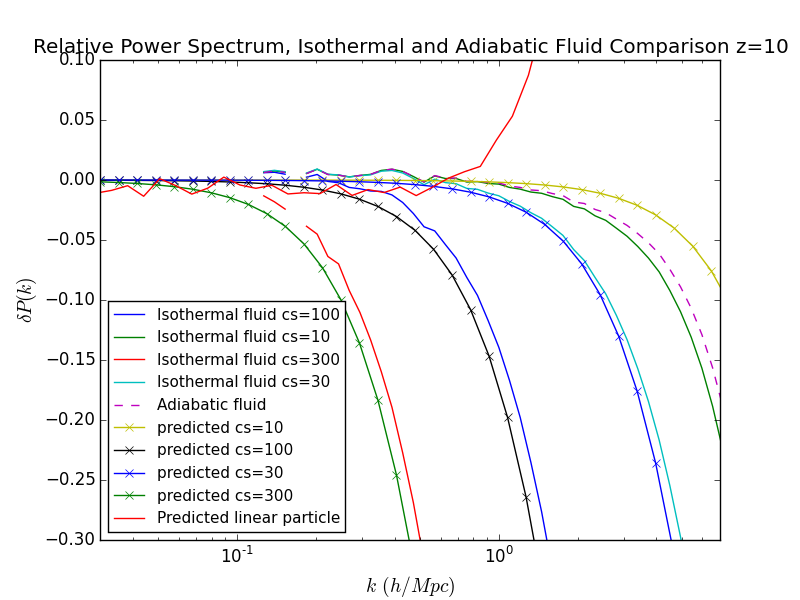 Relative Power Spectrum, Isothermal and Adiabatic Fluid Comparison z=10
0.10
0.05
0.00
−0.05
−0.10
−0.15
−0.20
−0.25
−0.30
δP(k)
Isothermal fluid cs=100
Isothermal fluid cs=10
Isothermal fluid cs=300
Isothermal fluid cs=30
Adiabatic fluid
predicted cs=10
predicted cs=100
predicted cs=30
predicted cs=300
Predicted linear particle
10⁻¹ 10⁰
k (h/Mpc)